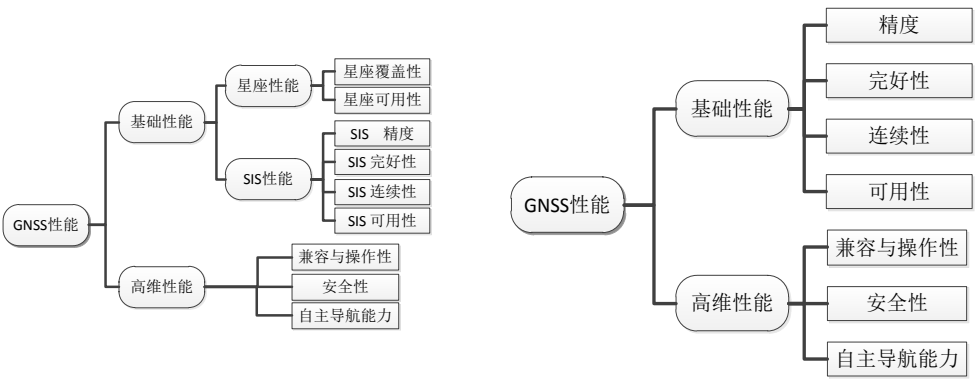 GNSS性能
基础性能
星座性能
星座覆盖性
星座可用性
SIS性能
SIS 精度
SIS 完好性
SIS 连续性
SIS 可用性
高维性能
兼容与操作性
安全性
自主导航能力
GNSS性能
基础性能
精度
完好性
连续性
可用性
高维性能
兼容与操作性
安全性
自主导航能力